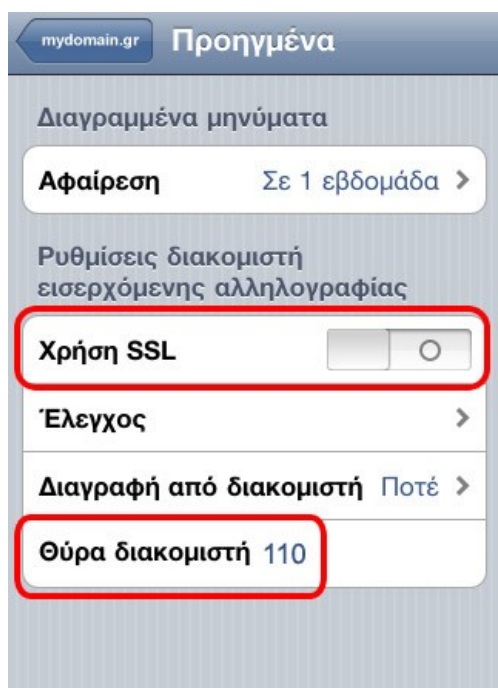 mydomain.gr Προηγμένα
Διαγραμμένα μηνύματα
Αφαίρεση Σε 1 εβδομάδα
Ρυθμίσεις διακομιστή
εισερχόμενης αλληλογραφίας
Χρήση SSL
Έλεγχος
Διαγραφή από διακομιστή Ποτέ
Θύρα διακομιστή 110